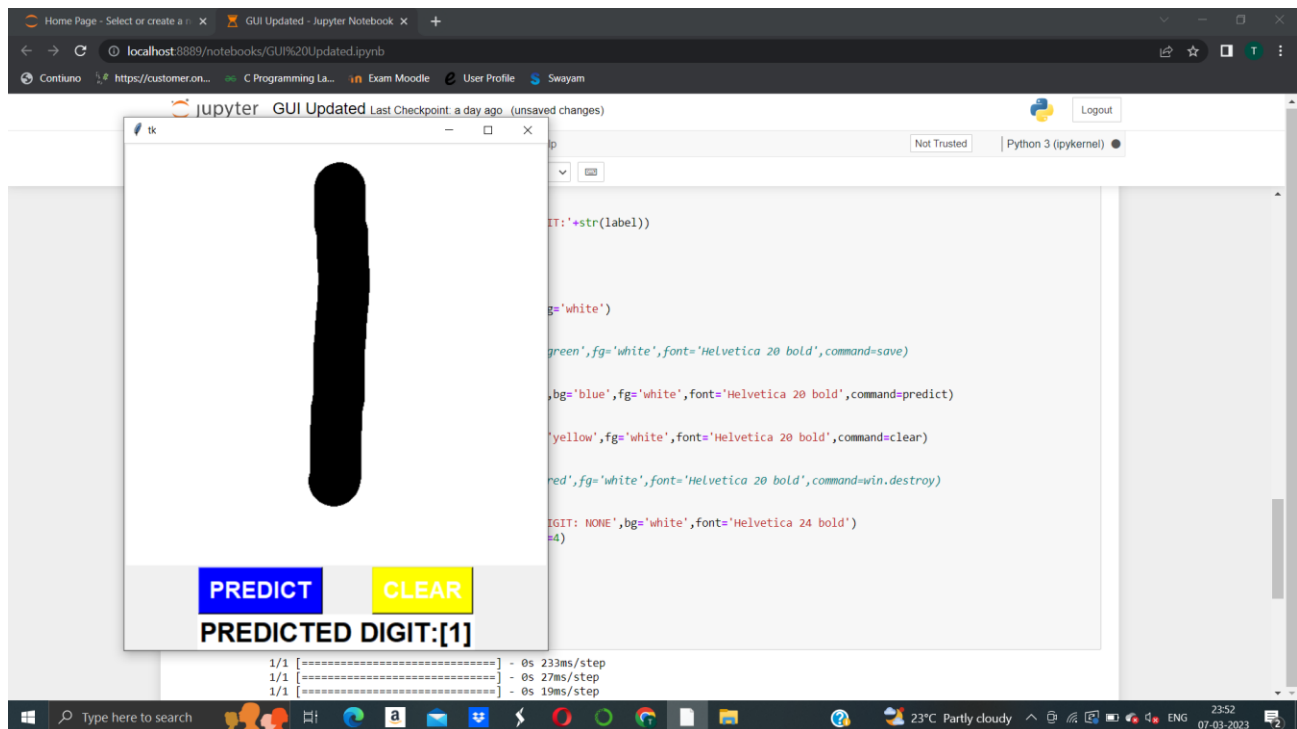 Home Page - Select or create a n
GUI Updated - Jupyter Notebook
localhost:8889/notebooks/GUI%20Updated.ipynb
Contiuno
https://customer.on...
C Programming La...
Exam Moodle
User Profile
Swayam
jupyter GUI Updated Last Checkpoint: a day ago (unsaved changes)
Logout
tk
lp
Not Trusted
Python 3 (ipykernel)
IT:'+str(label))
g='white')
green',fg='white',font='Helvetica 20 bold',command=save)
,bg='blue',fg='white',font='Helvetica 20 bold',command=predict)
'yellow',fg='white',font='Helvetica 20 bold',command=clear)
red',fg='white',font='Helvetica 20 bold',command=win.destroy)
IGIT: NONE',bg='white',font='Helvetica 24 bold')
=4)
PREDICT
CLEAR
PREDICTED DIGIT:[1]
1/1 [==============================] - 0s 233ms/step
1/1 [==============================] - 0s 27ms/step
1/1 [==============================] - 0s 19ms/step
Type here to search
23°C Partly cloudy
ENG
23:52
07-03-2023